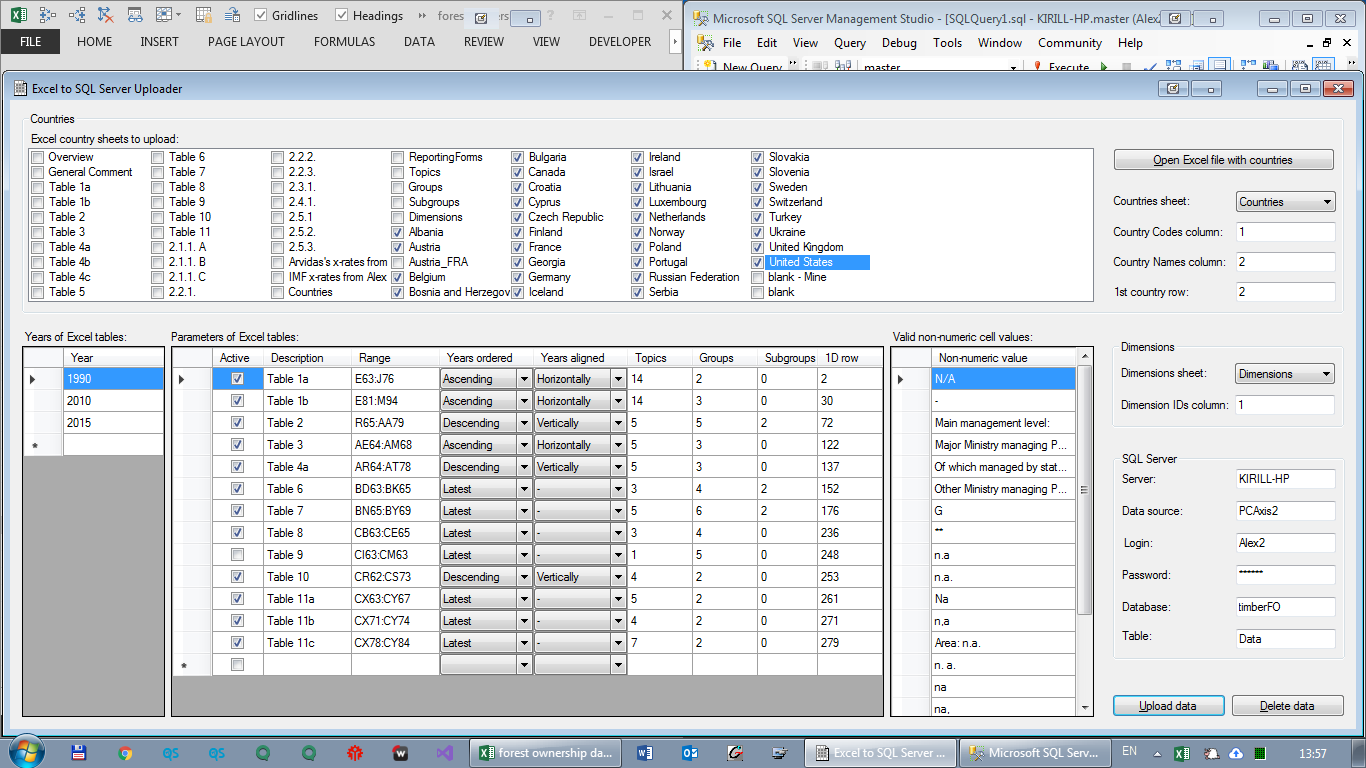 Gridlines
Headings
»
fores
ers
FILE
HOME
INSERT
PAGE LAYOUT
FORMULAS
DATA
REVIEW
VIEW
DEVELOPER
Microsoft SQL Server Management Studio - [SQLQuery1.sql - KIRILL-HP.master (Alex2
File Edit View Query Debug Tools Window Community Help
New Query
master
Execute
Excel to SQL Server Uploader
Countries
Excel country sheets to upload:
Overview
General Comment
Table 1a
Table 1b
Table 2
Table 3
Table 4a
Table 4b
Table 4c
Table 5
Table 6
Table 7
Table 8
Table 9
Table 10
Table 11
2.1.1. A
2.1.1. B
2.1.1. C
2.2.1.
2.2.2.
2.2.3.
2.3.1.
2.4.1.
2.5.1
2.5.2.
2.5.3.
Arvidas's x-rates from
IMF x-rates from Alex
Countries
ReportingForms
Topics
Groups
Subgroups
Dimensions
Albania
Austria
Austria_FRA
Belgium
Bosnia and Herzegov
Bulgaria
Canada
Croatia
Cyprus
Czech Republic
Finland
France
Georgia
Germany
Iceland
Ireland
Israel
Lithuania
Luxembourg
Netherlands
Norway
Poland
Portugal
Russian Federation
Serbia
Slovakia
Slovenia
Sweden
Switzerland
Turkey
Ukraine
United Kingdom
United States
blank - Mine
blank
Open Excel file with countries
Countries sheet: Countries
Country Codes column: 1
Country Names column: 2
1st country row: 2
Years of Excel tables:
Year
1990
2010
2015
*
Parameters of Excel tables:
Active Description Range Years ordered Years aligned Topics Groups Subgroups 1D row
Table 1a E63:J76 Ascending Horizontally 14 2 0 2
Table 1b E81:M94 Ascending Horizontally 14 3 0 30
Table 2 R65:AA79 Descending Vertically 5 5 2 72
Table 3 AE64:AM68 Ascending Horizontally 5 3 0 122
Table 4a AR64:AT78 Descending Vertically 5 3 0 137
Table 6 BD63:BK65 Latest - 3 4 2 152
Table 7 BN65:BY69 Latest - 5 6 2 176
Table 8 CB63:CE65 Latest - 3 4 0 236
Table 9 CI63:CM63 Latest - 1 5 0 248
Table 10 CR62:CS73 Descending Vertically 4 2 0 253
Table 11a CX63:CY67 Latest - 5 2 0 261
Table 11b CX71:CY74 Latest - 4 2 0 271
Table 11c CX78:CY84 Latest - 7 2 0 279
*
Valid non-numeric cell values:
Non-numeric value
N/A
-
Main management level:
Major Ministry managing P...
Of which managed by stat...
Other Ministry managing P...
G
**
n.a
n.a.
Na
n,a
Area: n.a.
n. a.
na
na,
Dimensions
Dimensions sheet: Dimensions
Dimension IDs column: 1
SQL Server
Server: KIRILL-HP
Data source: PCAxis2
Login: Alex2
Password: ******
Database: timberFO
Table: Data
Upload data
Delete data
QS
QS
forest ownership da...
Excel to SQL Server ...
Microsoft SQL Serv...
EN
13:57